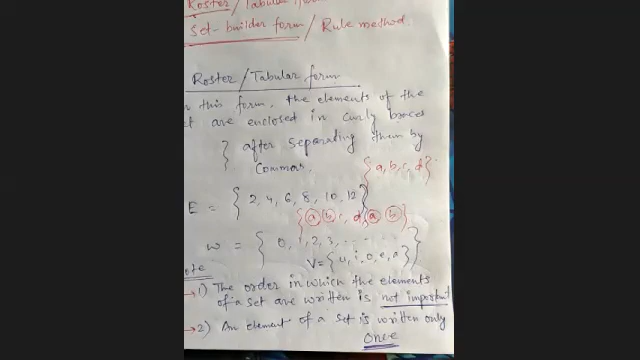 Roster/Tabular form
Set-builder form/ Rule method.
Roster/Tabular form
In this form, the elements of the
set are enclosed in curly braces
} after separating them by
commas.
{a, b, c, d}
E = {2, 4, 6, 8, 10, 12}
{a b, c, d, a b}
W = {0, 1, 2, 3, ......}
V = {u, i, o, e, a}
Note
→ 1) The order in which the elements
of a set are written is not important
→ 2) An element of a set is written only
once